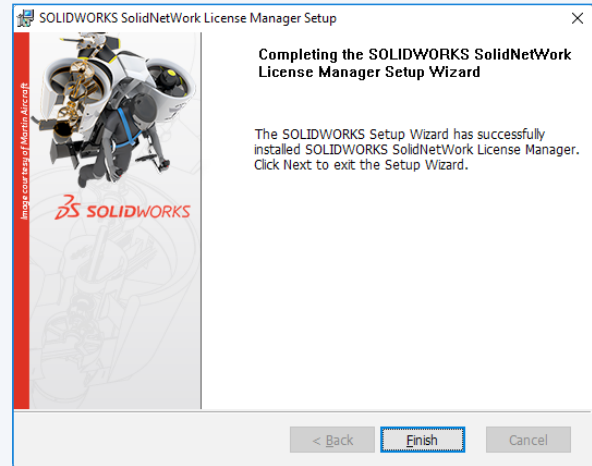 SOLIDWORKS SolidNetWork License Manager Setup
Completing the SOLIDWORKS SolidNetWork
License Manager Setup Wizard
The SOLIDWORKS Setup Wizard has successfully
installed SOLIDWORKS SolidNetWork License Manager.
Click Next to exit the Setup Wizard.
Image courtesy of Martin Aircraft
3S SOLIDWORKS
< Back
Finish
Cancel